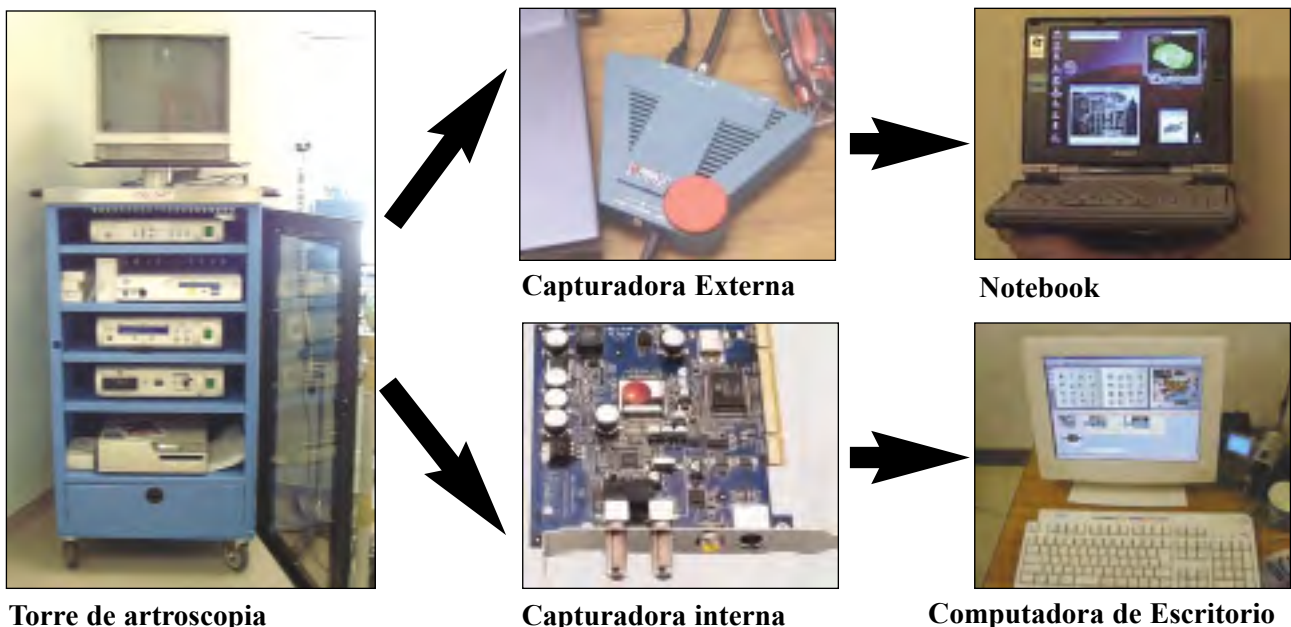 Capturadora Externa
Notebook
Torre de artroscopia
Capturadora interna
Computadora de Escritorio